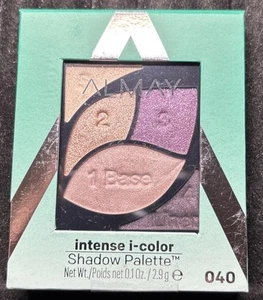 ALMAY
2
3
1 Base
intense i-color
Shadow Palette™
Net Wt./Poids net 0.1 Oz. / 2.9 g e
040